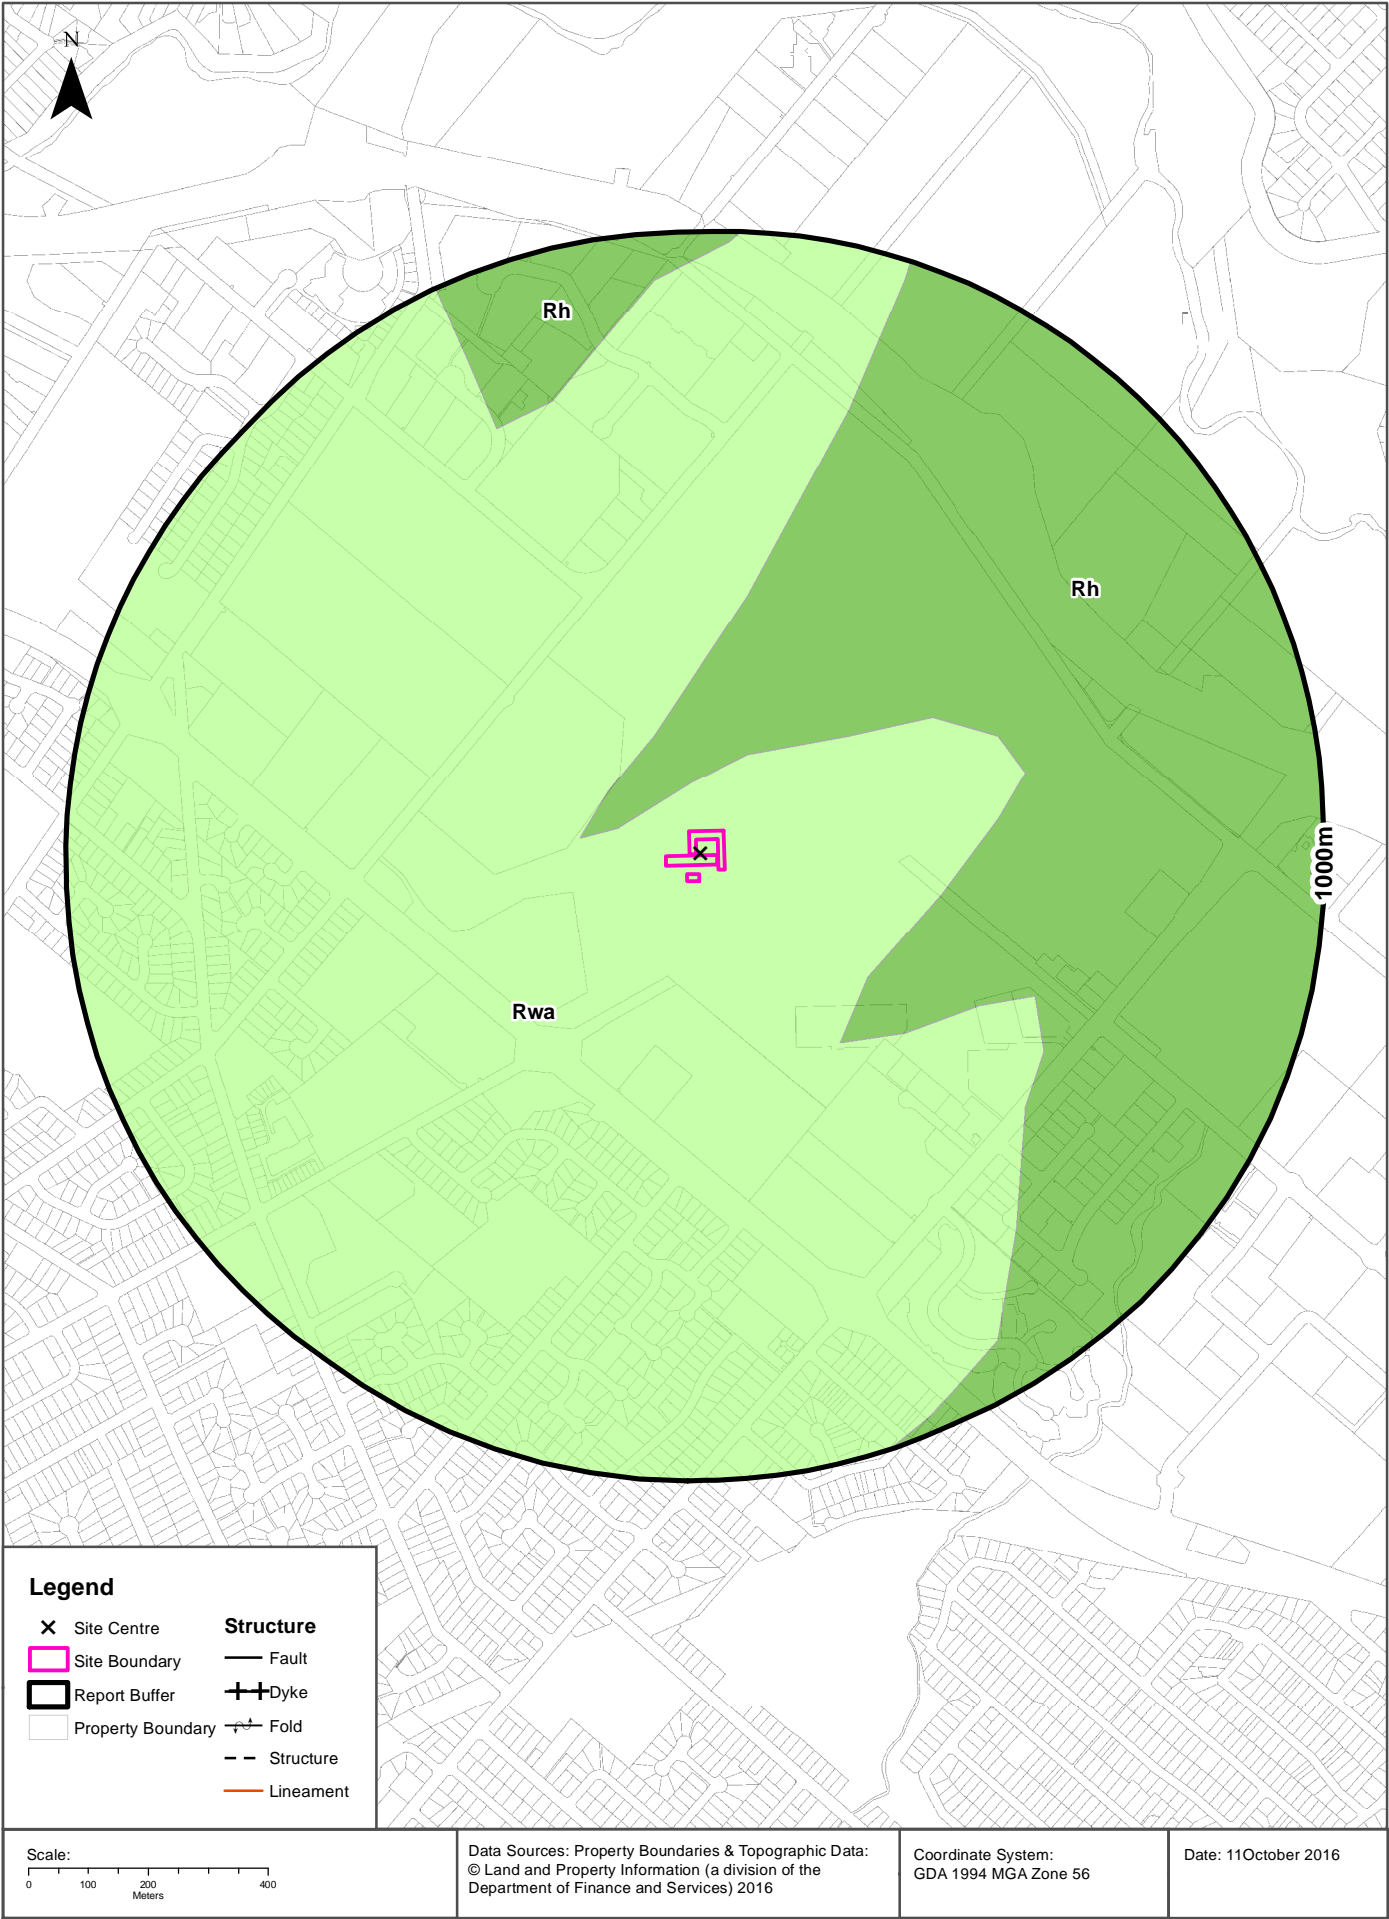 N
Rh
Rh
1000m
Rwa
Legend
Site Centre
Site Boundary
Report Buffer
Property Boundary
Structure
Fault
Dyke
Fold
Structure
Lineament
Scale:
0 100 200 400
Meters
Data Sources: Property Boundaries & Topographic Data:
© Land and Property Information (a division of the
Department of Finance and Services) 2016
Coordinate System:
GDA 1994 MGA Zone 56
Date: 11October 2016